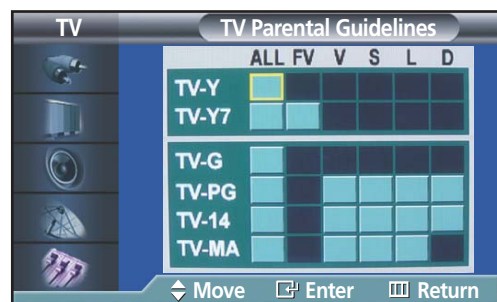 TV TV Parental Guidelines
ALL FV V S L D
TV-Y
TV-Y7
TV-G
TV-PG
TV-14
TV-MA
Move Enter Return